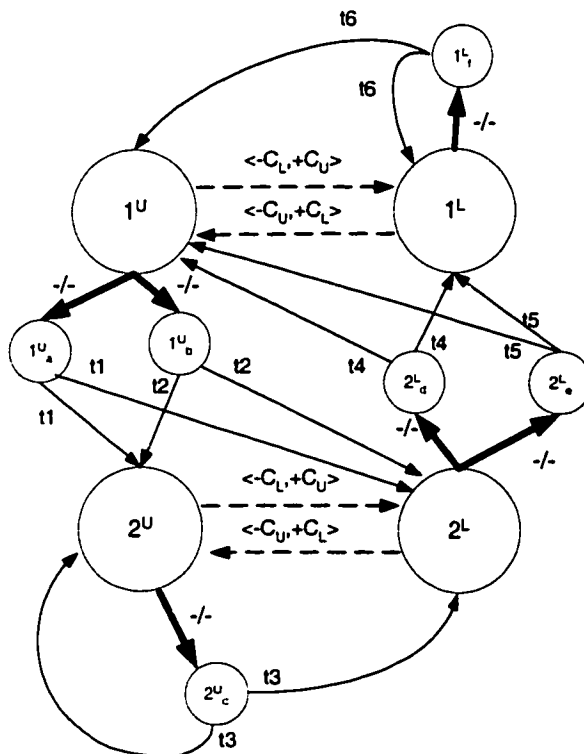 t6
1^L_f
t6
-/-
<-C_L, +C_U>
1^U
1^L
<-C_U, +C_L>
-/-
-/-
1^U_a
1^U_b
t1
t2
t4
t4
t5
t5
2^L_d
2^L_e
t1
t2
-/-
-/-
<-C_L, +C_U>
2^U
2^L
<-C_U, +C_L>
-/-
2^U_c
t3
t3